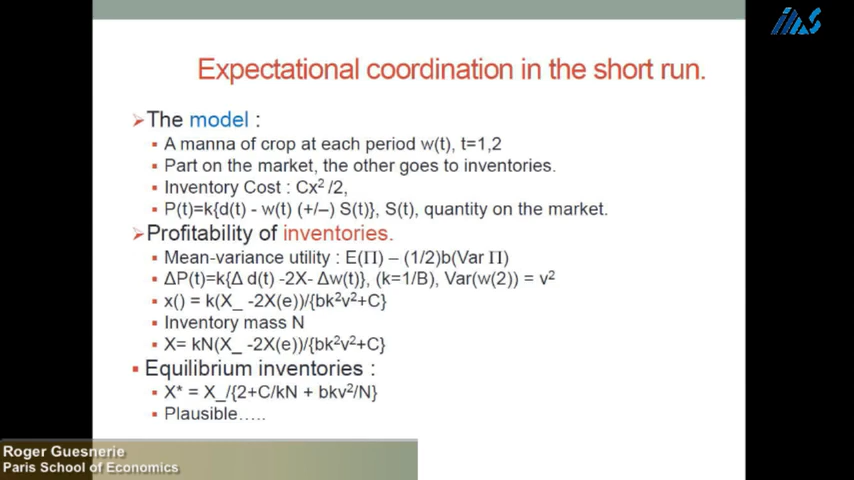 IHS
Expectational coordination in the short run.
➢The model :
▪ A manna of crop at each period w(t), t=1,2
▪ Part on the market, the other goes to inventories.
▪ Inventory Cost : Cx²/2,
▪ P(t)=k{d(t) - w(t) (+/–) S(t)}, S(t), quantity on the market.
➢Profitability of inventories.
▪ Mean-variance utility : E(Π) – (1/2)b(Var Π)
▪ ΔP(t)=k{Δ d(t) -2X- Δw(t)}, (k=1/B), Var(w(2)) = v²
▪ x() = k(X_ -2X(e))/{bk²v²+C}
▪ Inventory mass N
▪ X= kN(X_ -2X(e))/{bk²v²+C}
▪ Equilibrium inventories :
▪ X* = X_/{2+C/kN + bkv²/N}
▪ Plausible…..
Roger Guesnerie
Paris School of Economics